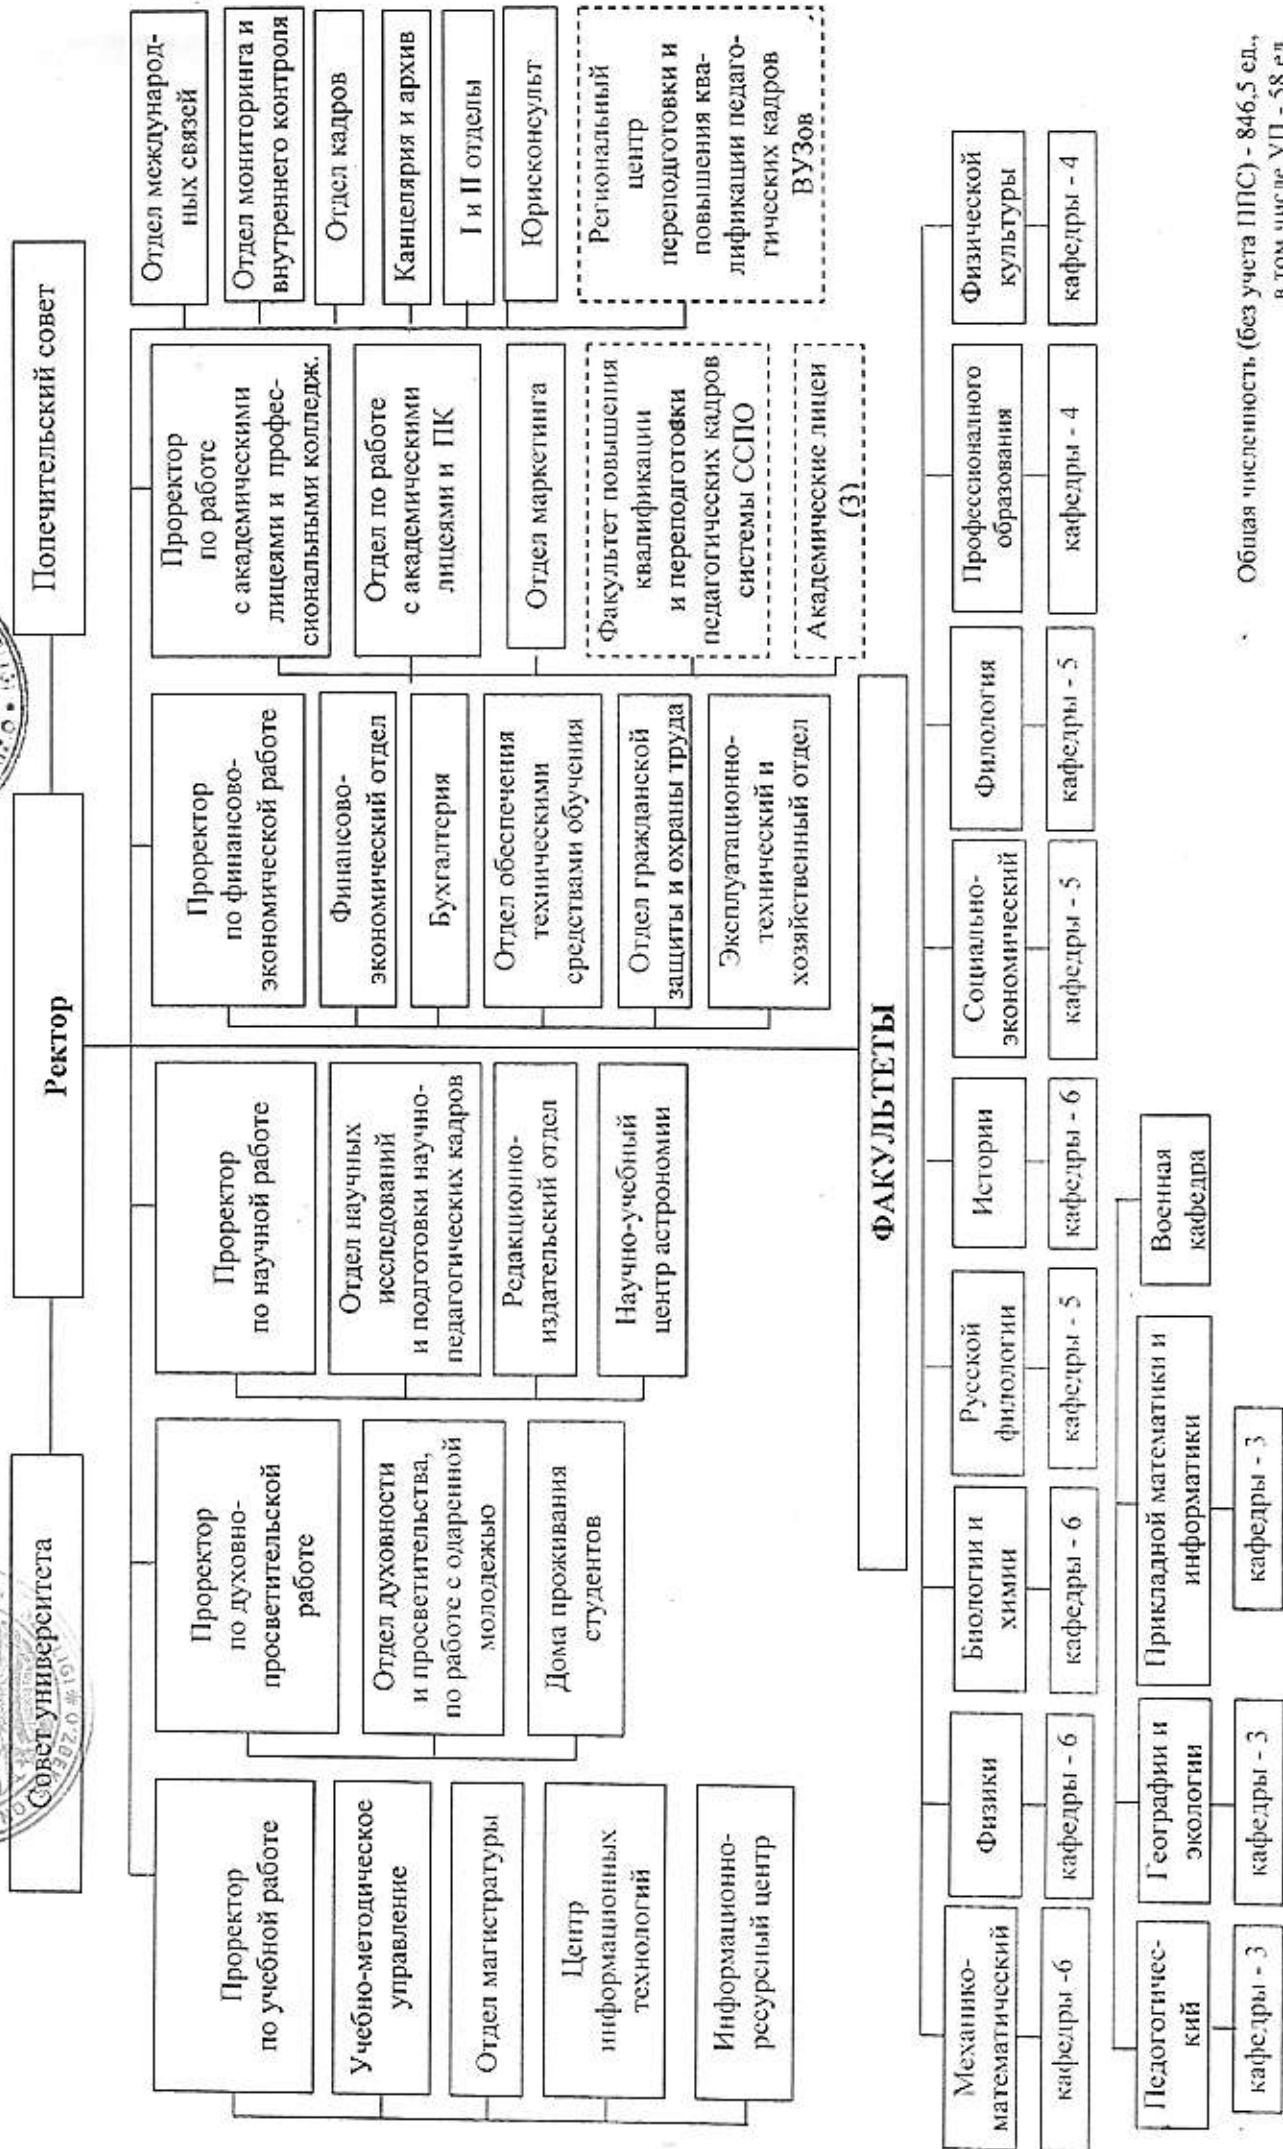 Совет университета
Ректор
Попечительский совет
Проректор
по учебной работе
Учебно-методическое
управление
Отдел магистратуры
Центр
информационных
технологий
Информационно-
ресурсный центр
Проректор
по духовно-
просветительской
работе
Отдел духовности
и просветительства,
по работе с одаренной
молодежью
Дома проживания
студентов
Проректор
по научной работе
Отдел научных
исследований
и подготовки научно-
педагогических кадров
Редакционно-
издательский отдел
Научно-учебный
центр астрономии
Проректор
по финансово-
экономической работе
Финансово-
экономический отдел
Бухгалтерия
Отдел обеспечения
техническими
средствами обучения
Отдел гражданской
защиты и охраны труда
Эксплуатационно-
технический и
хозяйственный отдел
Проректор
по работе
с академическими
лицеями и профес-
сиональными колледж.
Отдел по работе
с академическими
лицеями и ПК
Отдел маркетинга
Факультет повышения
квалификации
и переподготовки
педагогических кадров
системы ССПО
Академические лицеи
(3)
Отдел международ-
ных связей
Отдел мониторинга и
внутреннего контроля
Отдел кадров
Канцелярия и архив
I и II отделы
Юрисконсульт
Региональный
центр
переподготовки и
повышения ква-
лификации педаго-
гических кадров
ВУЗов
ФАКУЛЬТЕТЫ
Механико-
математический
кафедры -6
Физики
кафедры - 6
Биологии и
химии
кафедры - 6
Русской
филологии
кафедры - 5
Истории
кафедры - 6
Социально-
экономический
кафедры - 5
Филология
кафедры - 5
Профессионалного
образования
кафедры - 4
Физической
культуры
кафедры - 4
Педогогичес-
кий
кафедры - 3
Географии и
экологии
кафедры - 3
Прикладной математики и
информатики
кафедры - 3
Военная
кафедра
Общая численность (без учета ППС) - 846,5 ед.,
в том числе УП - 58 ед.